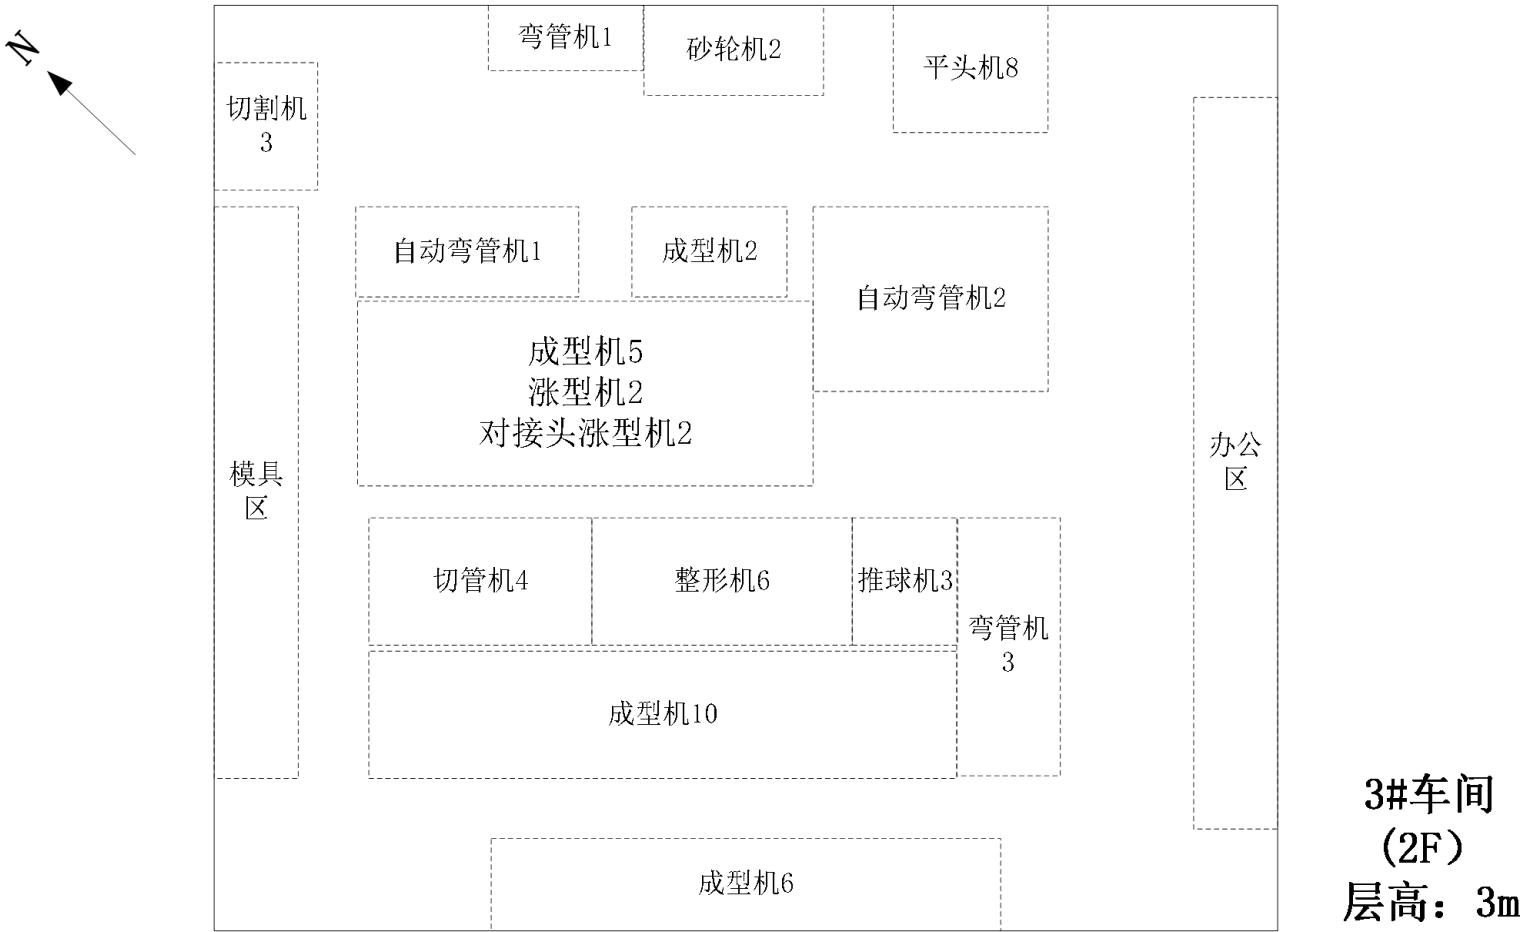 N
弯管机1
砂轮机2
平头机8
切割机
3
自动弯管机1
成型机2
自动弯管机2
成型机5
涨型机2
对接头涨型机2
模具
区
办公
区
切管机4
整形机6
推球机3
弯管机
3
成型机10
成型机6
3#车间
(2F）
层高：3m